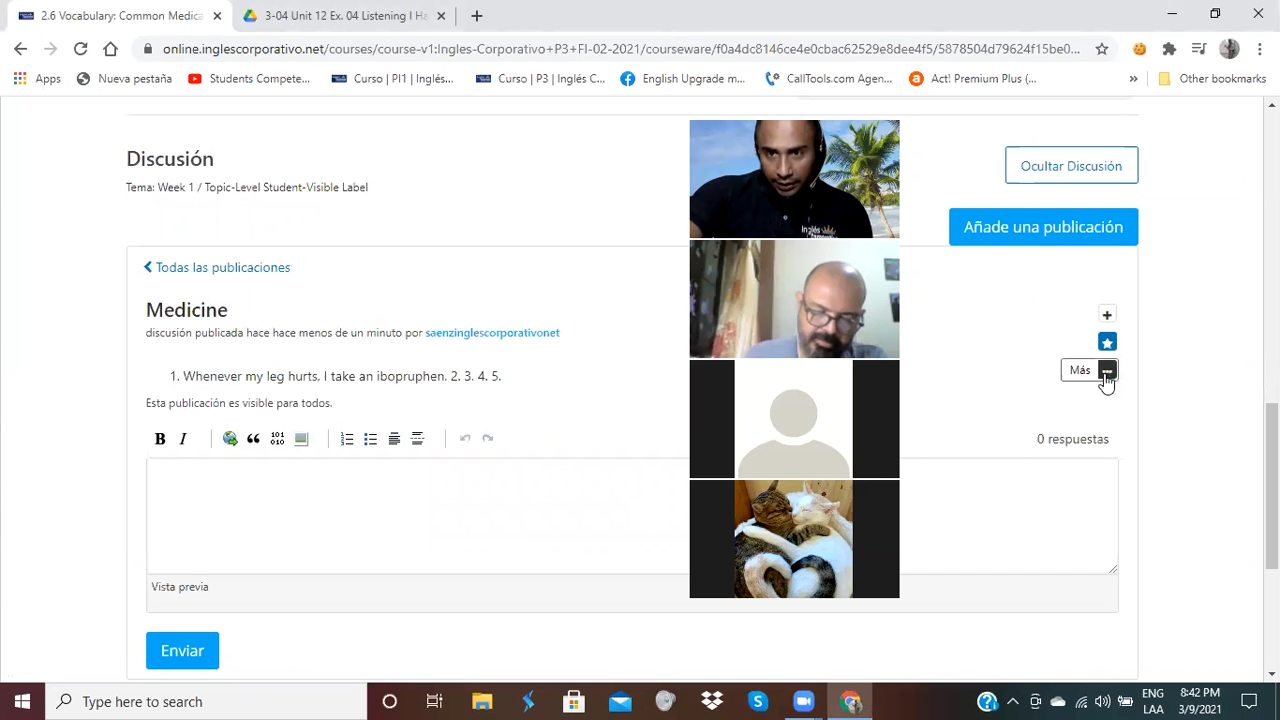 2.6 Vocabulary: Common Medica
3-04 Unit 12 Ex. 04 Listening I Ha
online.inglescorporativo.net/courses/course-v1:Ingles-Corporativo+P3+FI-02-2021/courseware/f0a4dc8146ce4e0cbac62529e8dee4f5/5878504d79624f15be0...
Apps Nueva pestaña Students Compete... Curso | PI1 | Inglés... Curso | P3 | Inglés C... English Upgrade m... CallTools.com Agen... Act! Premium Plus (... » Other bookmarks
Discusión
Ocultar Discusión
Tema: Week 1 / Topic-Level Student-Visible Label
Añade una publicación
Todas las publicaciones
Medicine
discusión publicada hace hace menos de un minuto por saenzinglescorporativonet
1. Whenever my leg hurts, I take an ibopruphen. 2. 3. 4. 5.
Más
Esta publicación es visible para todos.
B I
0 respuestas
Vista previa
Enviar
Type here to search
ENG
LAA
8:42 PM
3/9/2021